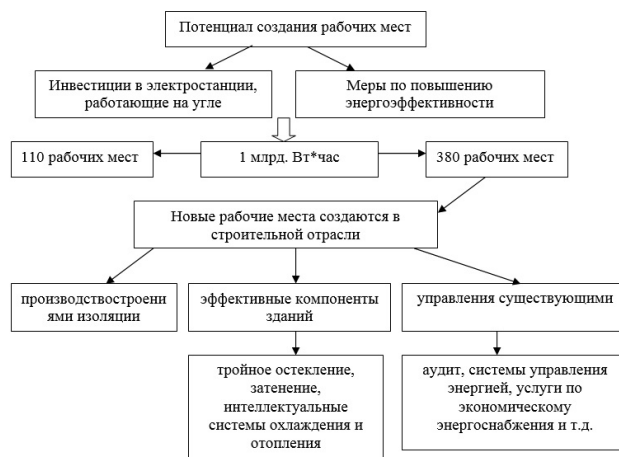 Потенциал создания рабочих мест
Инвестиции в электростанции,
работающие на угле
Меры по повышению
энергоэффективности
110 рабочих мест
1 млрд. Вт*час
380 рабочих мест
Новые рабочие места создаются в
строительной отрасли
производствострoени
ями изоляции
эффективные компоненты
зданий
управления существующими
тройное остекление,
затенение,
интеллектуальные
системы охлаждения и
отопления
аудит, системы управления
энергией, услуги по
экономическому
энергоснабжения и т.д.